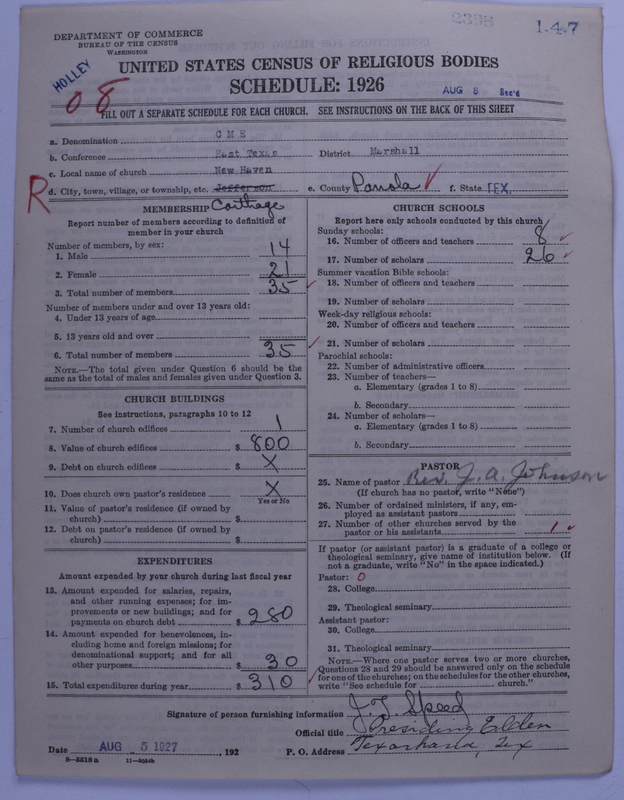 DEPARTMENT OF COMMERCE
BUREAU OF THE CENSUS
WASHINGTON
1-4-7
HOLLEY
08
UNITED STATES CENSUS OF RELIGIOUS BODIES
SCHEDULE: 1926
AUG 8 Rec'd
FILL OUT A SEPARATE SCHEDULE FOR EACH CHURCH. SEE INSTRUCTIONS ON THE BACK OF THIS SHEET
a. Denomination C M E
b. Conference East Texas District Marshall
c. Local name of church New Haven
R d. City, town, village, or township, etc. Jefferson e. County Panola f. State TEX.
Carthage
MEMBERSHIP
Report number of members according to definition of member in your church
Number of members, by sex:
1. Male 14
2. Female 21
3. Total number of members 35
Number of members under and over 13 years old:
4. Under 13 years of age
5. 13 years old and over
6. Total number of members 35
NOTE.—The total given under Question 6 should be the
same as the total of males and females given under Question 3.
CHURCH BUILDINGS
See instructions, paragraphs 10 to 12
7. Number of church edifices 1
8. Value of church edifices $ 800
9. Debt on church edifices $ X
10. Does church own pastor's residence X
Yes or No
11. Value of pastor's residence (if owned by
church) $
12. Debt on pastor's residence (if owned by
church) $
EXPENDITURES
Amount expended by your church during last fiscal year
13. Amount expended for salaries, repairs,
and other running expenses; for im-
provements or new buildings; and for
payments on church debt $ 280
14. Amount expended for benevolences, in-
cluding home and foreign missions; for
denominational support; and for all
other purposes $ 30
15. Total expenditures during year $ 310
CHURCH SCHOOLS
Report here only schools conducted by this church
Sunday schools:
16. Number of officers and teachers 8
17. Number of scholars 26
Summer vacation Bible schools:
18. Number of officers and teachers
19. Number of scholars
Week-day religious schools:
20. Number of officers and teachers
21. Number of scholars
Parochial schools:
22. Number of administrative officers
23. Number of teachers—
a. Elementary (grades 1 to 8)
b. Secondary
24. Number of scholars—
a. Elementary (grades 1 to 8)
b. Secondary
PASTOR
25. Name of pastor Rev. J. A. Johnson
(If church has no pastor, write "None")
26. Number of ordained ministers, if any, em-
ployed as assistant pastors
27. Number of other churches served by the
pastor or his assistants 1
If pastor (or assistant pastor) is a graduate of a college or
theological seminary, give name of institution below. (If
not a graduate, write "No" in the space indicated.)
Pastor: 0
28. College
29. Theological seminary
Assistant pastor:
30. College
31. Theological seminary
NOTE.—Where one pastor serves two or more churches,
Questions 28 and 29 should be answered only on the schedule
for one of the churches; on the schedules for the other churches,
write "See schedule for church."
Signature of person furnishing information J. T. Speed
Official title Presiding Elder
Date AUG 5 1927, 192 P. O. Address Texarkana, Tex
8—3318a 11—4024b